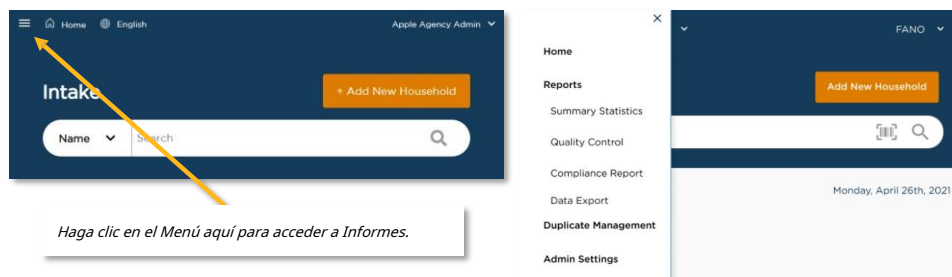 Home English Apple Agency Admin
Intake
+ Add New Household
Name Search
Haga clic en el Menú aquí para acceder a Informes.
×
Home
Reports
Summary Statistics
Quality Control
Compliance Report
Data Export
Duplicate Management
Admin Settings
FANO
Add New Household
Monday, April 26th, 2021